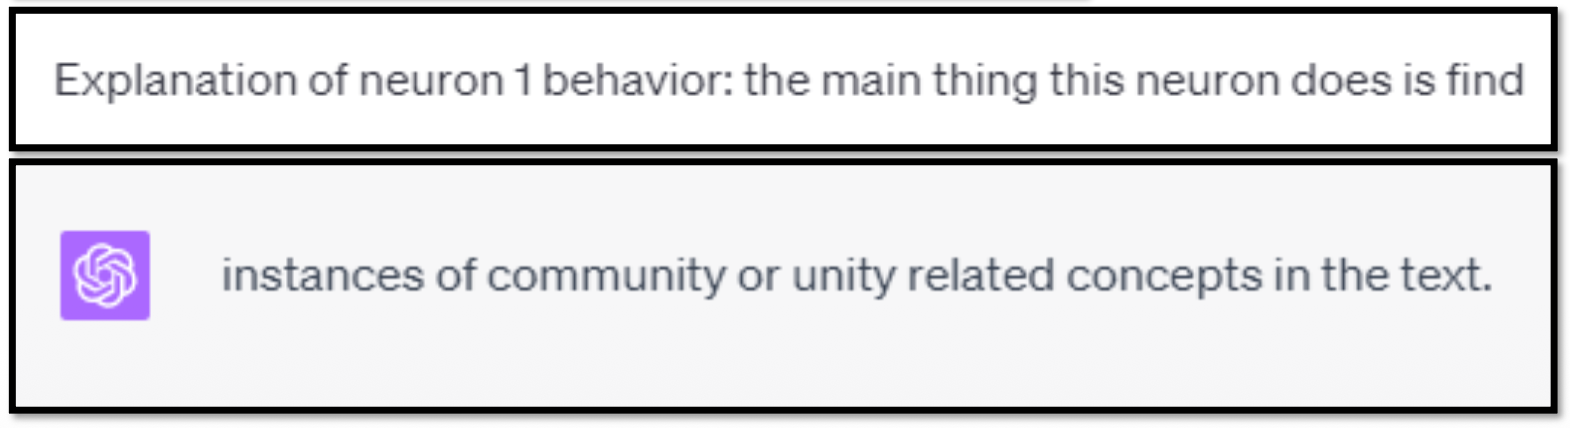 Explanation of neuron 1 behavior: the main thing this neuron does is find
instances of community or unity related concepts in the text.